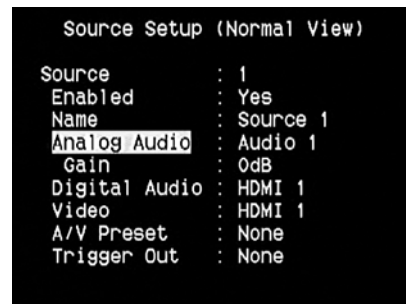 Source Setup (Normal View)
Source : 1
Enabled : Yes
Name : Source 1
Analog Audio : Audio 1
Gain : 0dB
Digital Audio : HDMI 1
Video : HDMI 1
A/V Preset : None
Trigger Out : None